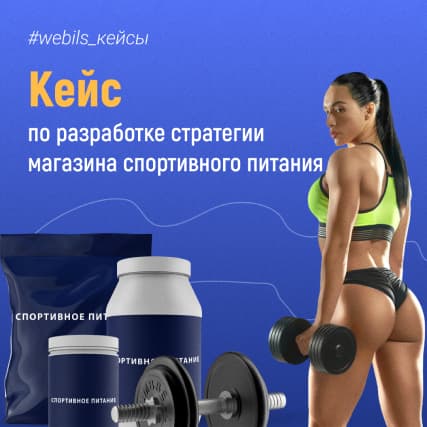 #webils_кейсы
Кейс
по разработке стратегии
магазина спортивного питания
СПОРТИВНОЕ ПИТ
СПОРТИВНОЕ ПИТАНИЕ
СПОРТИВНОЕ ПИТАНИЕ